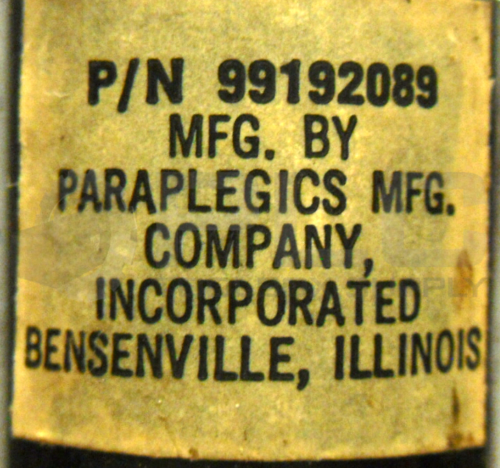 P/N 99192089
MFG. BY
PARAPLEGICS MFG.
COMPANY,
INCORPORATED
BENSENVILLE, ILLINOIS